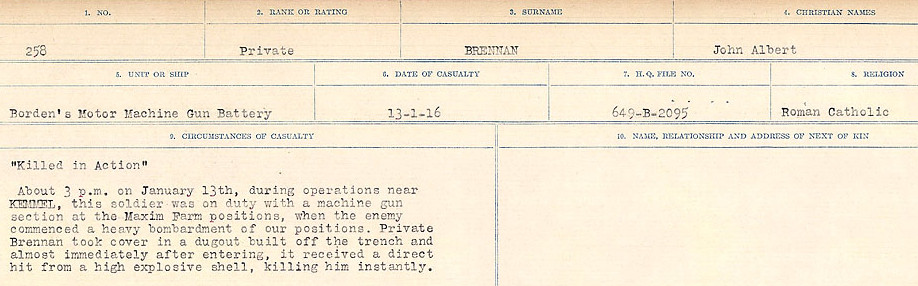 1. NO. 2. RANK OR RATING 3. SURNAME 4. CHRISTIAN NAMES
258 Private BRENNAN John Albert
5. UNIT OR SHIP 6. DATE OF CASUALTY 7. H.Q. FILE NO. 8. RELIGION
Borden's Motor Machine Gun Battery 13-1-16 649-B-2095 Roman Catholic
9. CIRCUMSTANCES OF CASUALTY 10. NAME, RELATIONSHIP AND ADDRESS OF NEXT OF KIN
"Killed in Action"
About 3 p.m. on January 13th, during operations near
KEMMEL, this soldier was on duty with a machine gun
section at the Maxim Farm positions, when the enemy
commenced a heavy bombardment of our positions. Private
Brennan took cover in a dugout built off the trench and
almost immediately after entering, it received a direct
hit from a high explosive shell, killing him instantly.